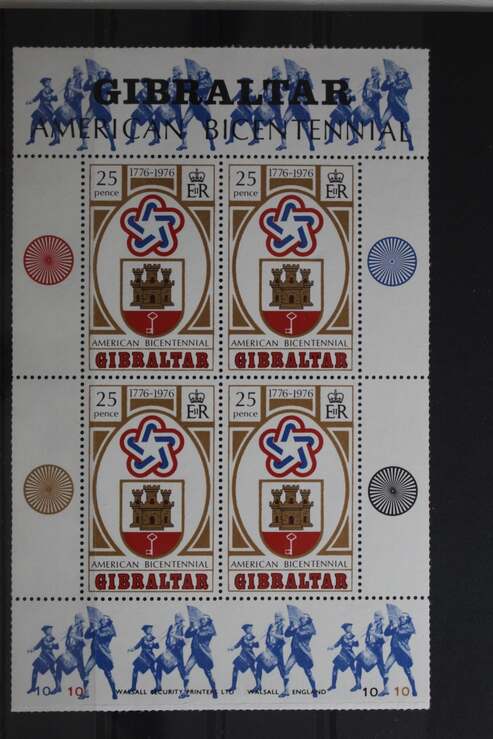 GIBRALTAR
AMERICAN BICENTENNIAL
25 pence 1776-1976 EIIR
AMERICAN BICENTENNIAL
GIBRALTAR
25 pence 1776-1976 EIIR
AMERICAN BICENTENNIAL
GIBRALTAR
25 pence 1776-1976 EIIR
AMERICAN BICENTENNIAL
GIBRALTAR
25 pence 1776-1976 EIIR
AMERICAN BICENTENNIAL
GIBRALTAR
10 10 WALSALL SECURITY PRINTERS LTD WALSALL, ENGLAND 10 10